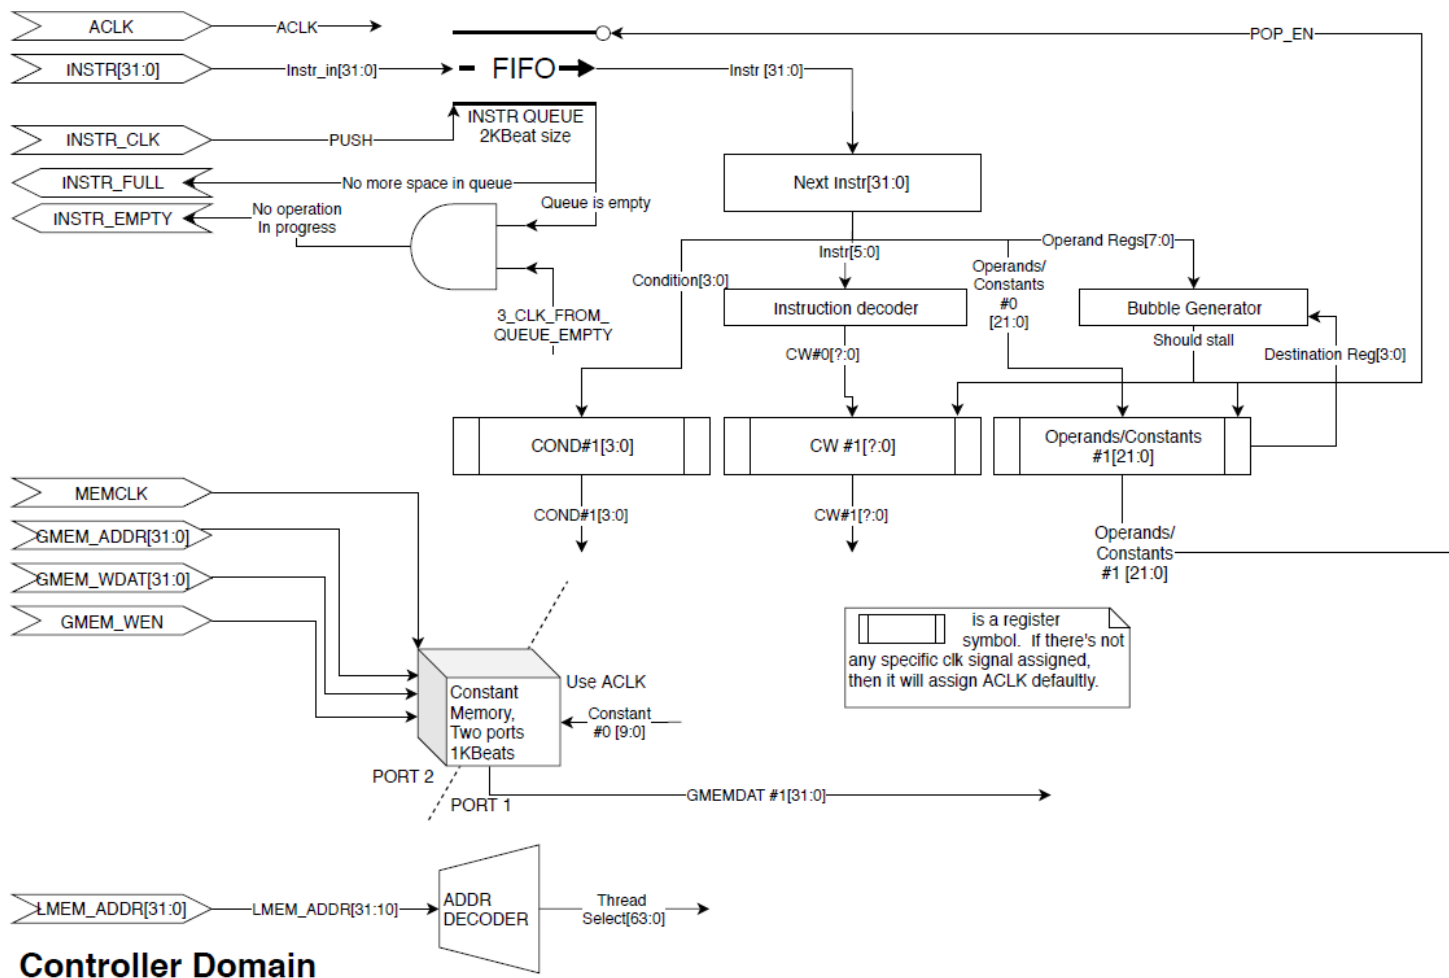 ACLK
ACLK
POP_EN
INSTR[31:0]
Instr_in[31:0]
FIFO
Instr [31:0]
INSTR QUEUE
2KBeat size
INSTR_CLK
PUSH
INSTR_FULL
No more space in queue
Next Instr[31:0]
INSTR_EMPTY
No operation
In progress
Queue is empty
Instr[5:0]
Operand Regs[7:0]
Condition[3:0]
Operands/
Constants
#0
[21:0]
Instruction decoder
Bubble Generator
3_CLK_FROM_
QUEUE_EMPTY
CW#0[?:0]
Should stall
Destination Reg[3:0]
COND#1[3:0]
CW #1[?:0]
Operands/Constants
#1[21:0]
MEMCLK
COND#1[3:0]
CW#1[?:0]
GMEM_ADDR[31:0]
Operands/
Constants
#1 [21:0]
GMEM_WDAT[31:0]
GMEM_WEN
is a register
symbol. If there's not
any specific clk signal assigned,
then it will assign ACLK defaultly.
Constant
Memory,
Two ports
1KBeats
Use ACLK
Constant
#0 [9:0]
PORT 2
PORT 1
GMEMDAT #1[31:0]
LMEM_ADDR[31:0]
LMEM_ADDR[31:10]
ADDR
DECODER
Thread
Select[63:0]
Controller Domain